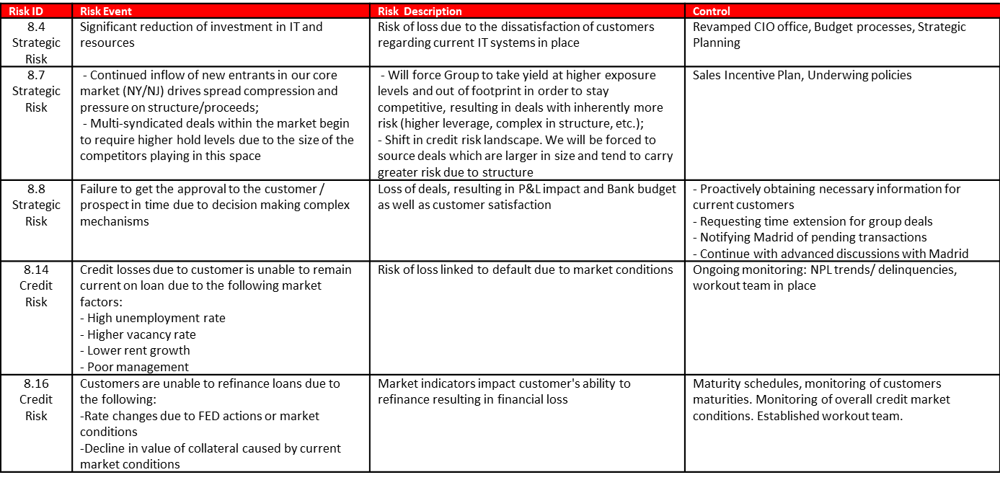 Risk ID
Risk Event
Risk Description
Control
8.4
Strategic
Risk
Significant reduction of investment in IT and
resources
Risk of loss due to the dissatisfaction of customers
regarding current IT systems in place
Revamped CIO office, Budget processes, Strategic
Planning
8.7
Strategic
Risk
- Continued inflow of new entrants in our core
market (NY/NJ) drives spread compression and
pressure on structure/proceeds;
- Multi-syndicated deals within the market begin
to require higher hold levels due to the size of the
competitors playing in this space
- Will force Group to take yield at higher exposure
levels and out of footprint in order to stay
competitive, resulting in deals with inherently more
risk (higher leverage, complex in structure, etc.);
- Shift in credit risk landscape. We will be forced to
source deals which are larger in size and tend to carry
greater risk due to structure
Sales Incentive Plan, Underwing policies
8.8
Strategic
Risk
Failure to get the approval to the customer /
prospect in time due to decision making complex
mechanisms
Loss of deals, resulting in P&L impact and Bank budget
as well as customer satisfaction
- Proactively obtaining necessary information for
current customers
- Requesting time extension for group deals
- Notifying Madrid of pending transactions
- Continue with advanced discussions with Madrid
8.14
Credit
Risk
Credit losses due to customer is unable to remain
current on loan due to the following market
factors:
- High unemployment rate
- Higher vacancy rate
- Lower rent growth
- Poor management
Risk of loss linked to default due to market conditions
Ongoing monitoring: NPL trends/ delinquencies,
workout team in place
8.16
Credit
Risk
Customers are unable to refinance loans due to
the following:
-Rate changes due to FED actions or market
conditions
-Decline in value of collateral caused by current
market conditions
Market indicators impact customer's ability to
refinance resulting in financial loss
Maturity schedules, monitoring of customers
maturities. Monitoring of overall credit market
conditions. Established workout team.